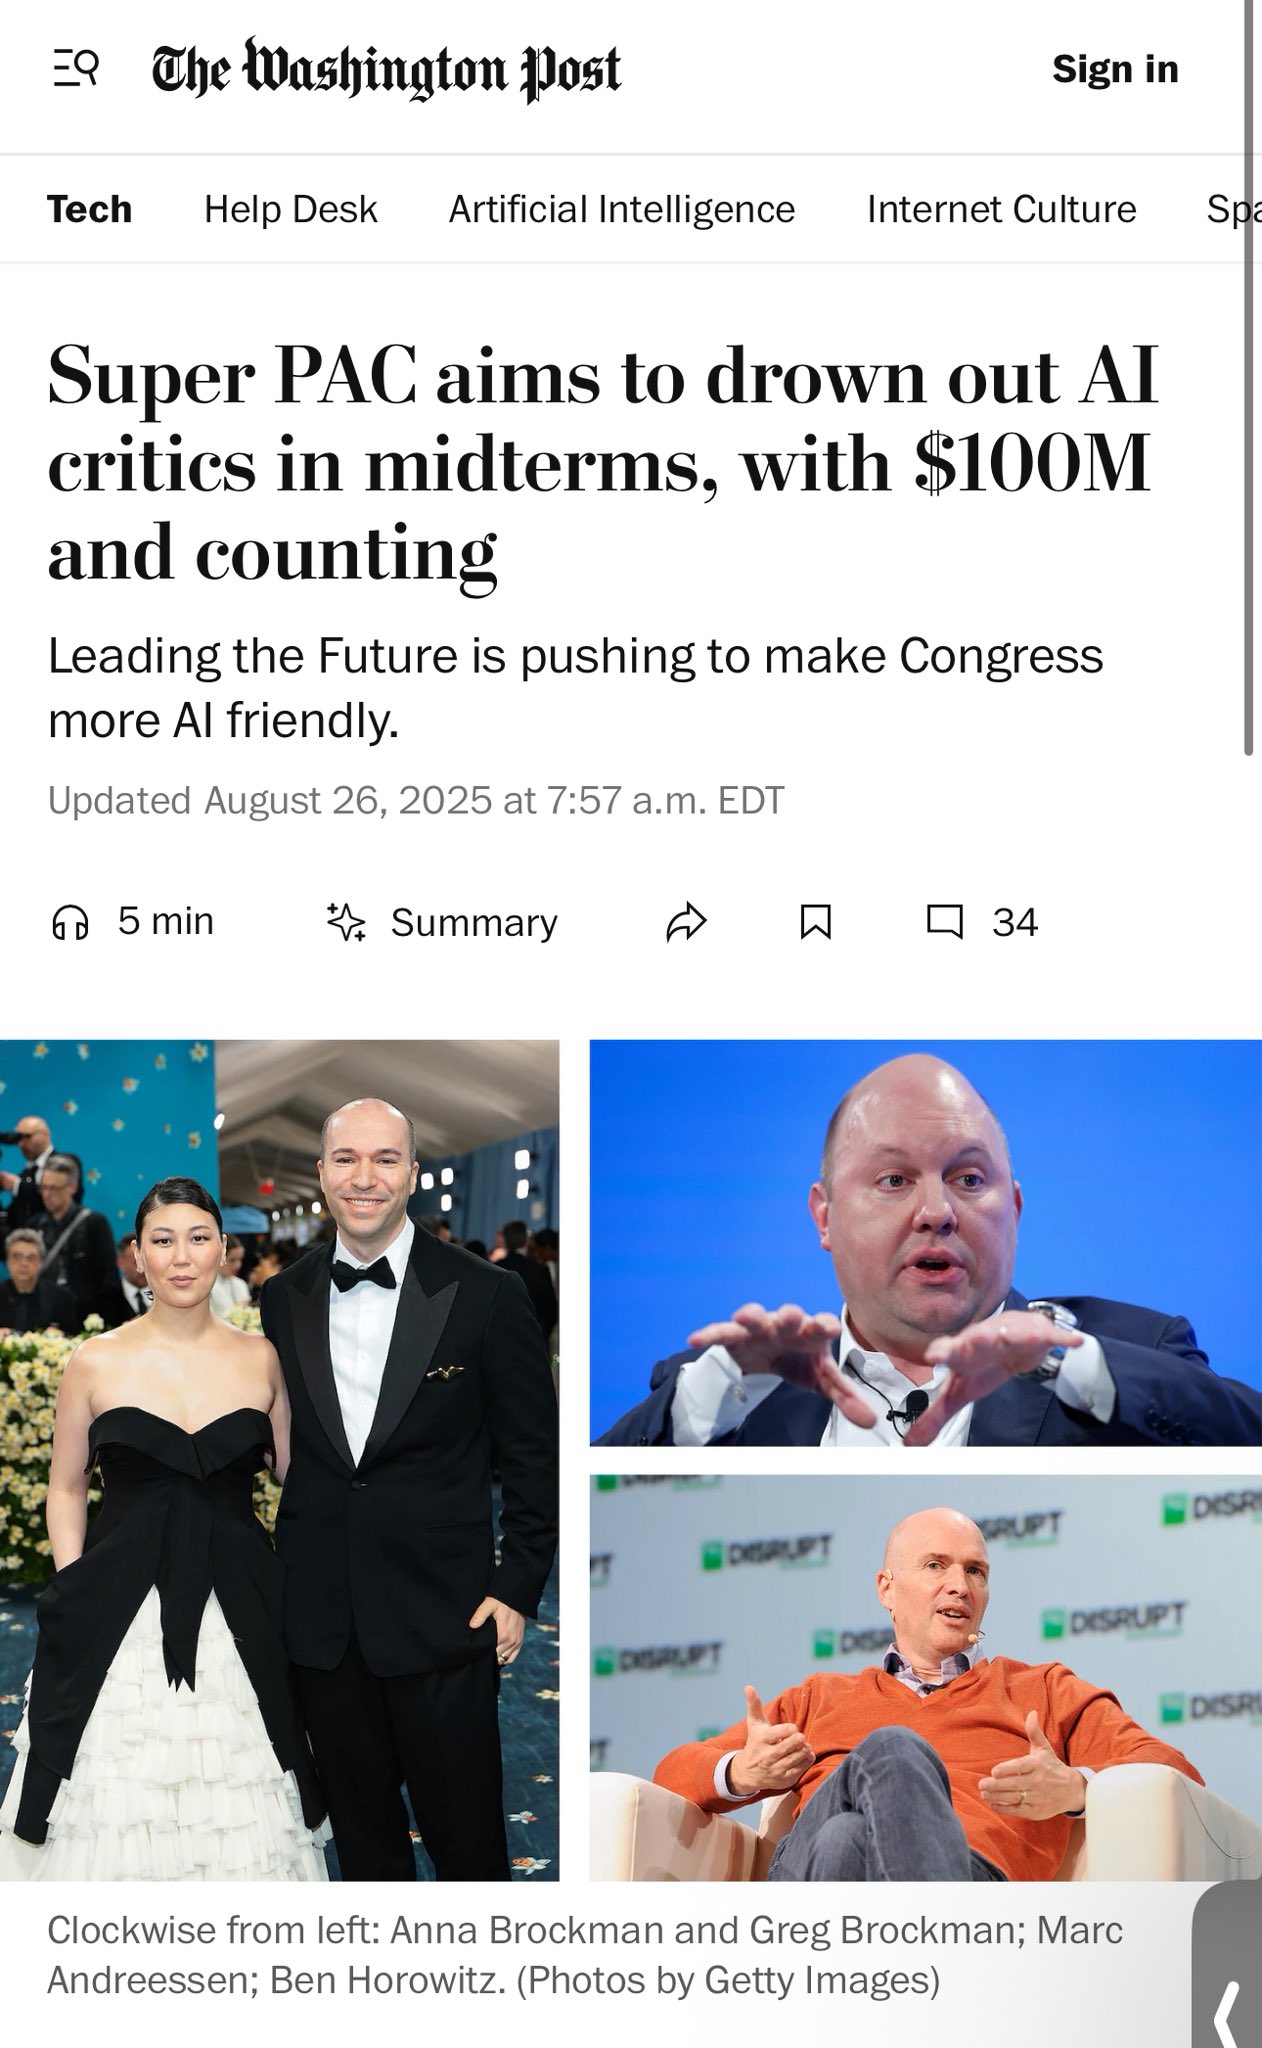 The Washington Post
Sign in
Tech Help Desk Artificial Intelligence Internet Culture Spa
Super PAC aims to drown out AI
critics in midterms, with $100M
and counting
Leading the Future is pushing to make Congress
more AI friendly.
Updated August 26, 2025 at 7:57 a.m. EDT
5 min Summary 34
DISRUPT
DISRUPT
DISR
DISRUPT
DISRUPT
DISRUPT
DISRU
Clockwise from left: Anna Brockman and Greg Brockman; Marc
Andreessen; Ben Horowitz. (Photos by Getty Images)